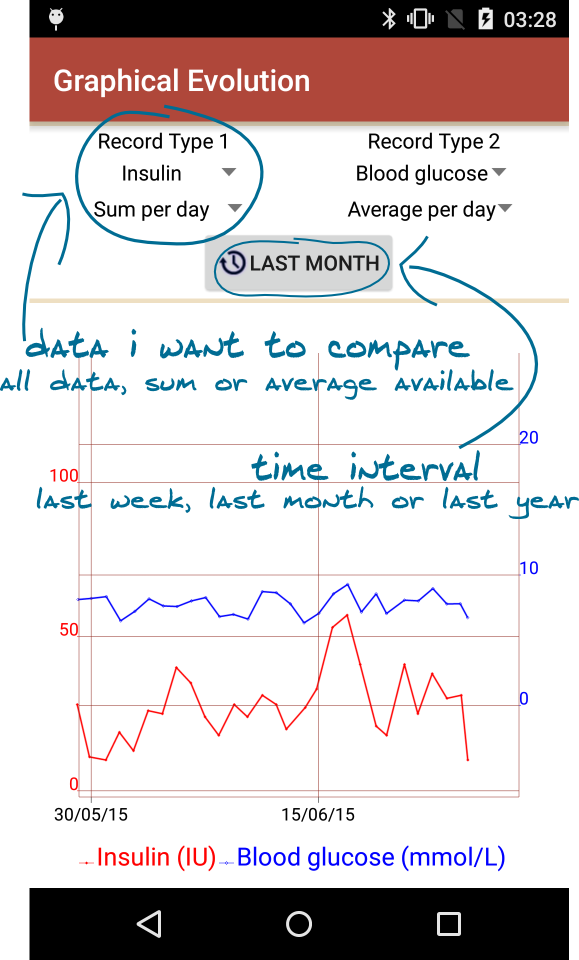 03:28
Graphical Evolution
Record Type 1 Record Type 2
Insulin Blood glucose
Sum per day Average per day
LAST MONTH
data i want to compare
all data, sum or average available
20
time interval
100
last week, last month or last year
10
50
0
0
30/05/15 15/06/15
Insulin (IU) Blood glucose (mmol/L)